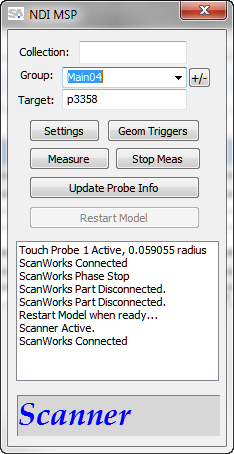 SA NDI MSP
Collection:
Group: Main04 +/-
Target: p3358
Settings Geom Triggers
Measure Stop Meas
Update Probe Info
Restart Model
Touch Probe 1 Active, 0.059055 radius
ScanWorks Connected
ScanWorks Phase Stop
ScanWorks Part Disconnected.
ScanWorks Part Disconnected.
Restart Model when ready...
Scanner Active.
ScanWorks Connected
Scanner